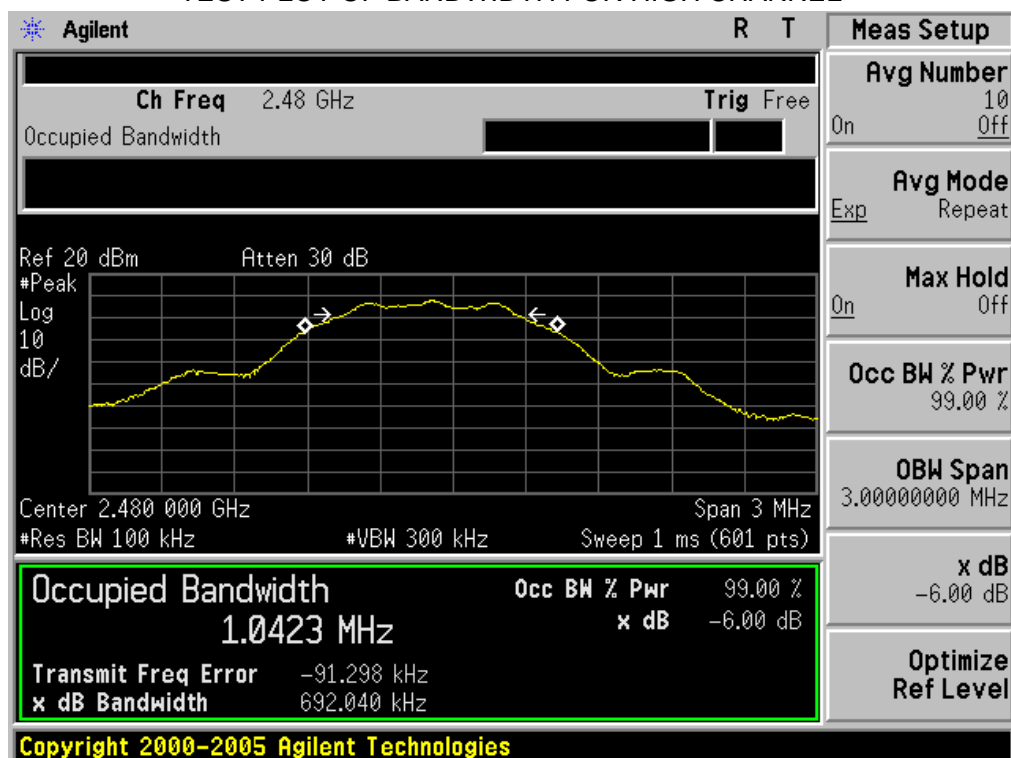 Agilent R T
Ch Freq 2.48 GHz Trig Free
Occupied Bandwidth
Ref 20 dBm Atten 30 dB
#Peak
Log
10
dB/
Center 2.480 000 GHz Span 3 MHz
#Res BW 100 kHz #VBW 300 kHz Sweep 1 ms (601 pts)
Occupied Bandwidth Occ BW % Pwr 99.00 %
1.0423 MHz x dB -6.00 dB
Transmit Freq Error -91.298 kHz
x dB Bandwidth 692.040 kHz
Copyright 2000-2005 Agilent Technologies
Meas Setup
Avg Number
10
On Off
Avg Mode
Exp Repeat
Max Hold
On Off
Occ BW % Pwr
99.00 %
OBW Span
3.00000000 MHz
x dB
-6.00 dB
Optimize
Ref Level